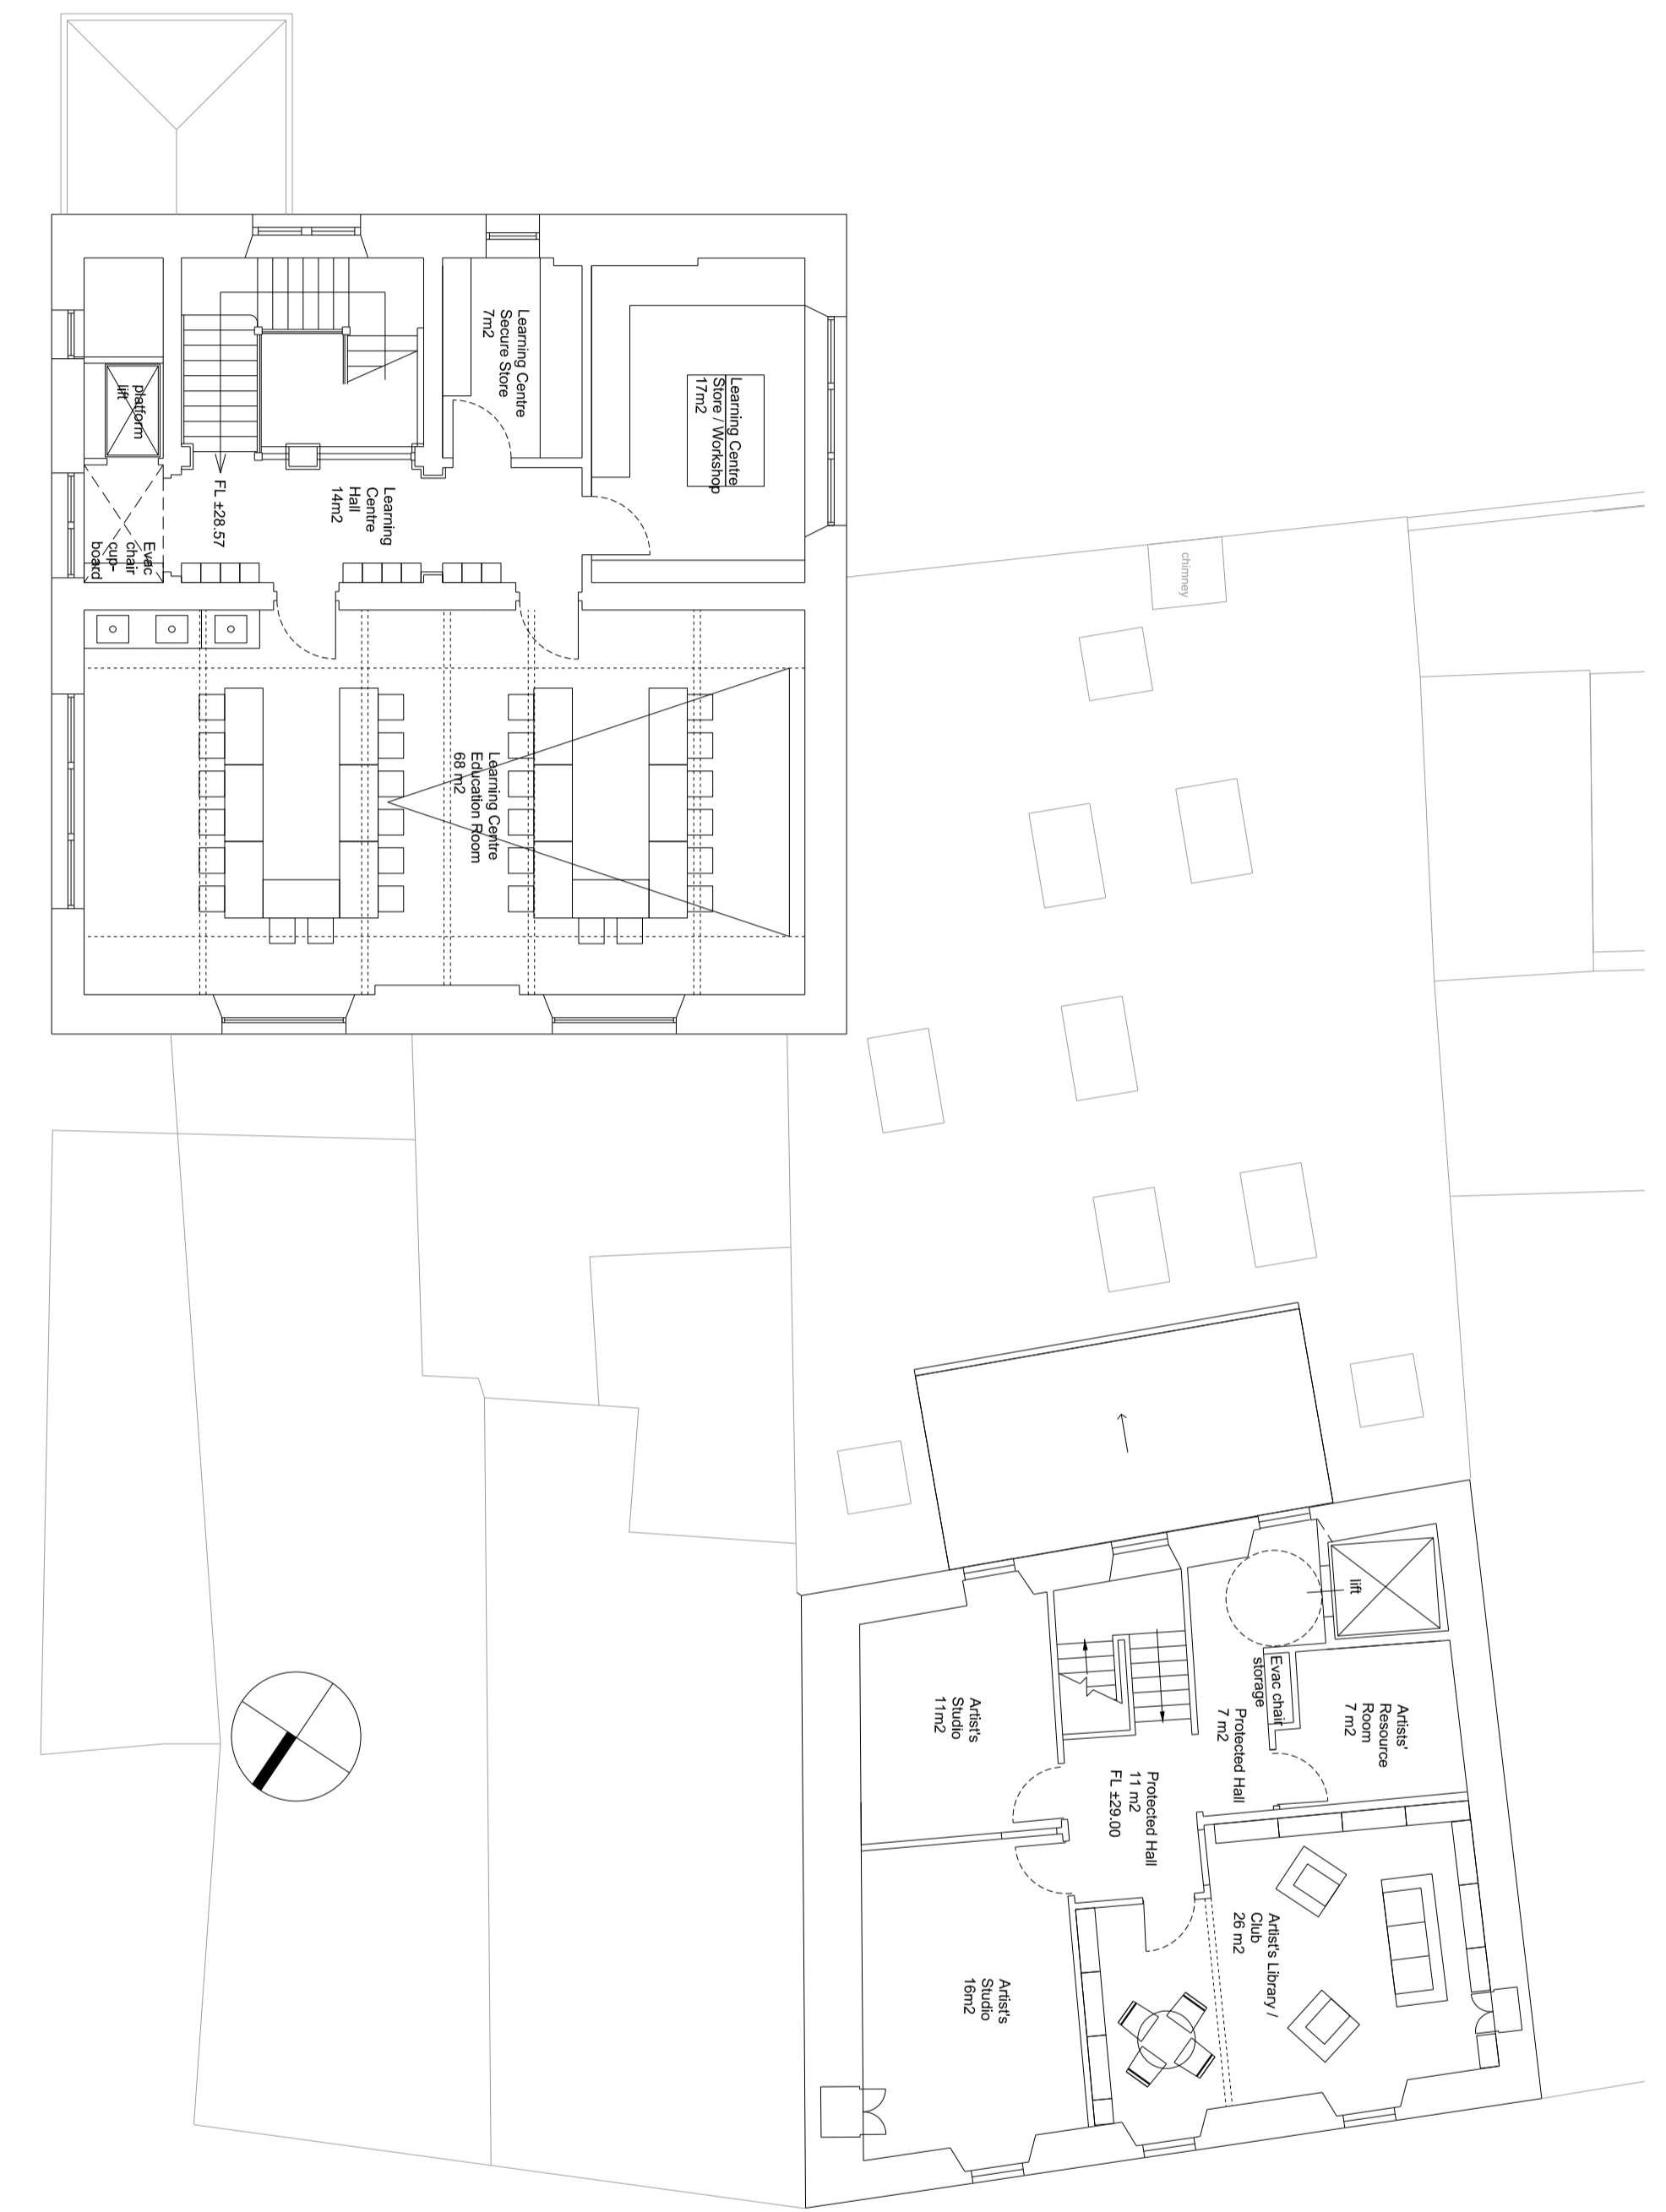 Learning Centre
Secure Store
7m2
Learning Centre
Store / Workshop
17m2
platform
lift
FL ±28.57
Learning
Centre
Hall
14m2
Evac
chair
cup-
board
Learning Centre
Education Room
68 m2
chimney
lift
Evac chair
storage
Artists'
Resource
Room
7 m2
Protected Hall
7 m2
Artist's
Studio
11m2
Protected Hall
11 m2
FL ±29.00
Artist's Library /
Club
26 m2
Artist's
Studio
16m2